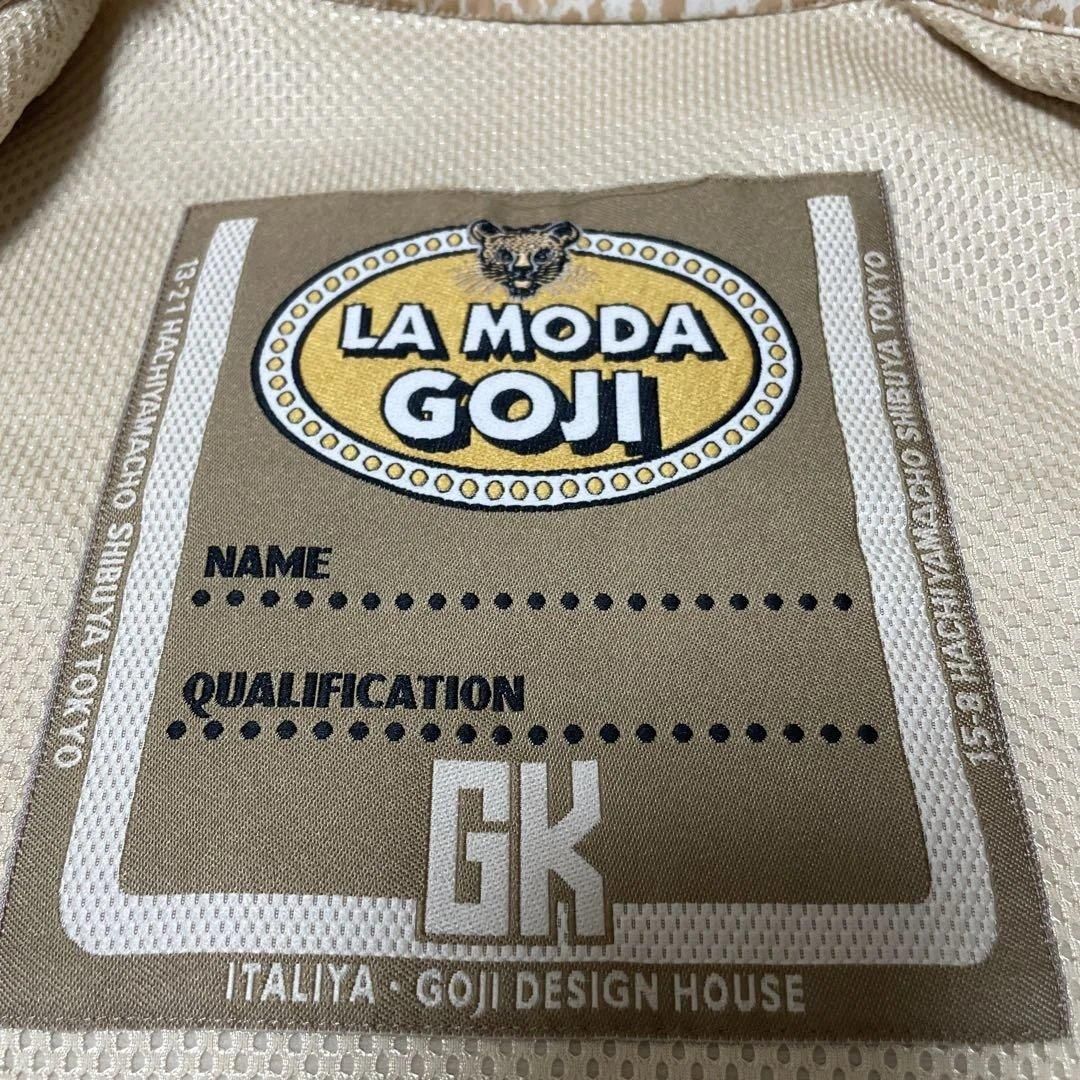 LA MODA
GOJI
NAME
QUALIFICATION
GK
ITALIYA · GOJI DESIGN HOUSE
13-21 HACHIYAMACHO SHIBUYA TOKYO
15-8 HACHIYAMACHO SHIBUYA TOKYO